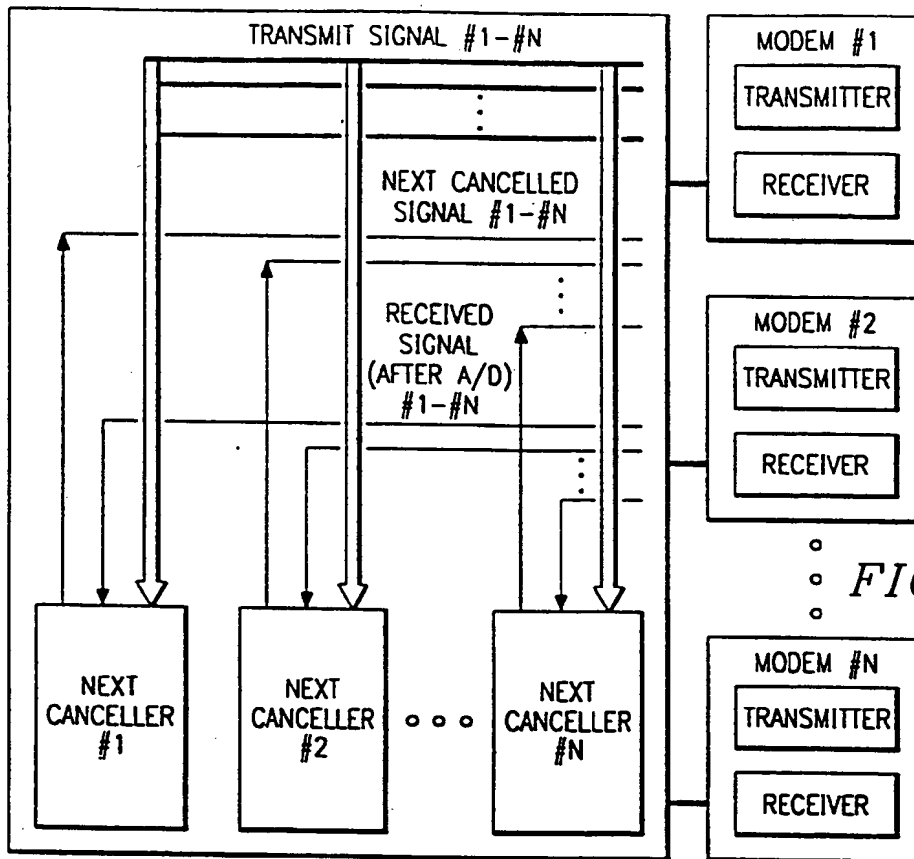 TRANSMIT SIGNAL #1-#N
NEXT CANCELLED
SIGNAL #1-#N
RECEIVED
SIGNAL
(AFTER A/D)
#1-#N
NEXT
CANCELLER
#1
NEXT
CANCELLER
#2
NEXT
CANCELLER
#N
MODEM #1
TRANSMITTER
RECEIVER
MODEM #2
TRANSMITTER
RECEIVER
FIG
MODEM #N
TRANSMITTER
RECEIVER